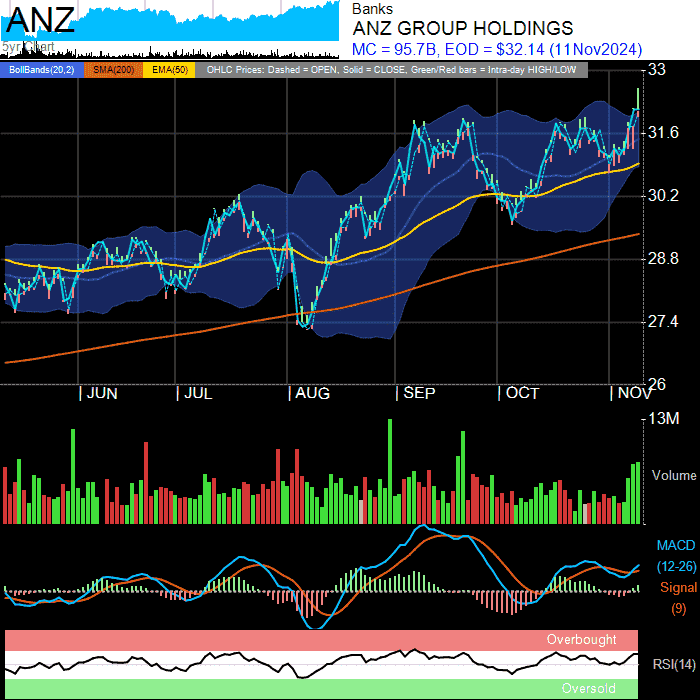 ANZ
5yr Chart
Banks
ANZ GROUP HOLDINGS
MC = 95.7B, EOD = $32.14 (11Nov2024)
BollBands(20,2) SMA(200) EMA(50) OHLC Prices: Dashed = OPEN, Solid = CLOSE, Green/Red bars = Intra-day HIGH/LOW
33
31.6
30.2
28.8
27.4
26
| JUN | JUL | AUG | SEP | OCT | NOV
13M
Volume
MACD
(12-26)
Signal
(9)
Overbought
RSI(14)
Oversold